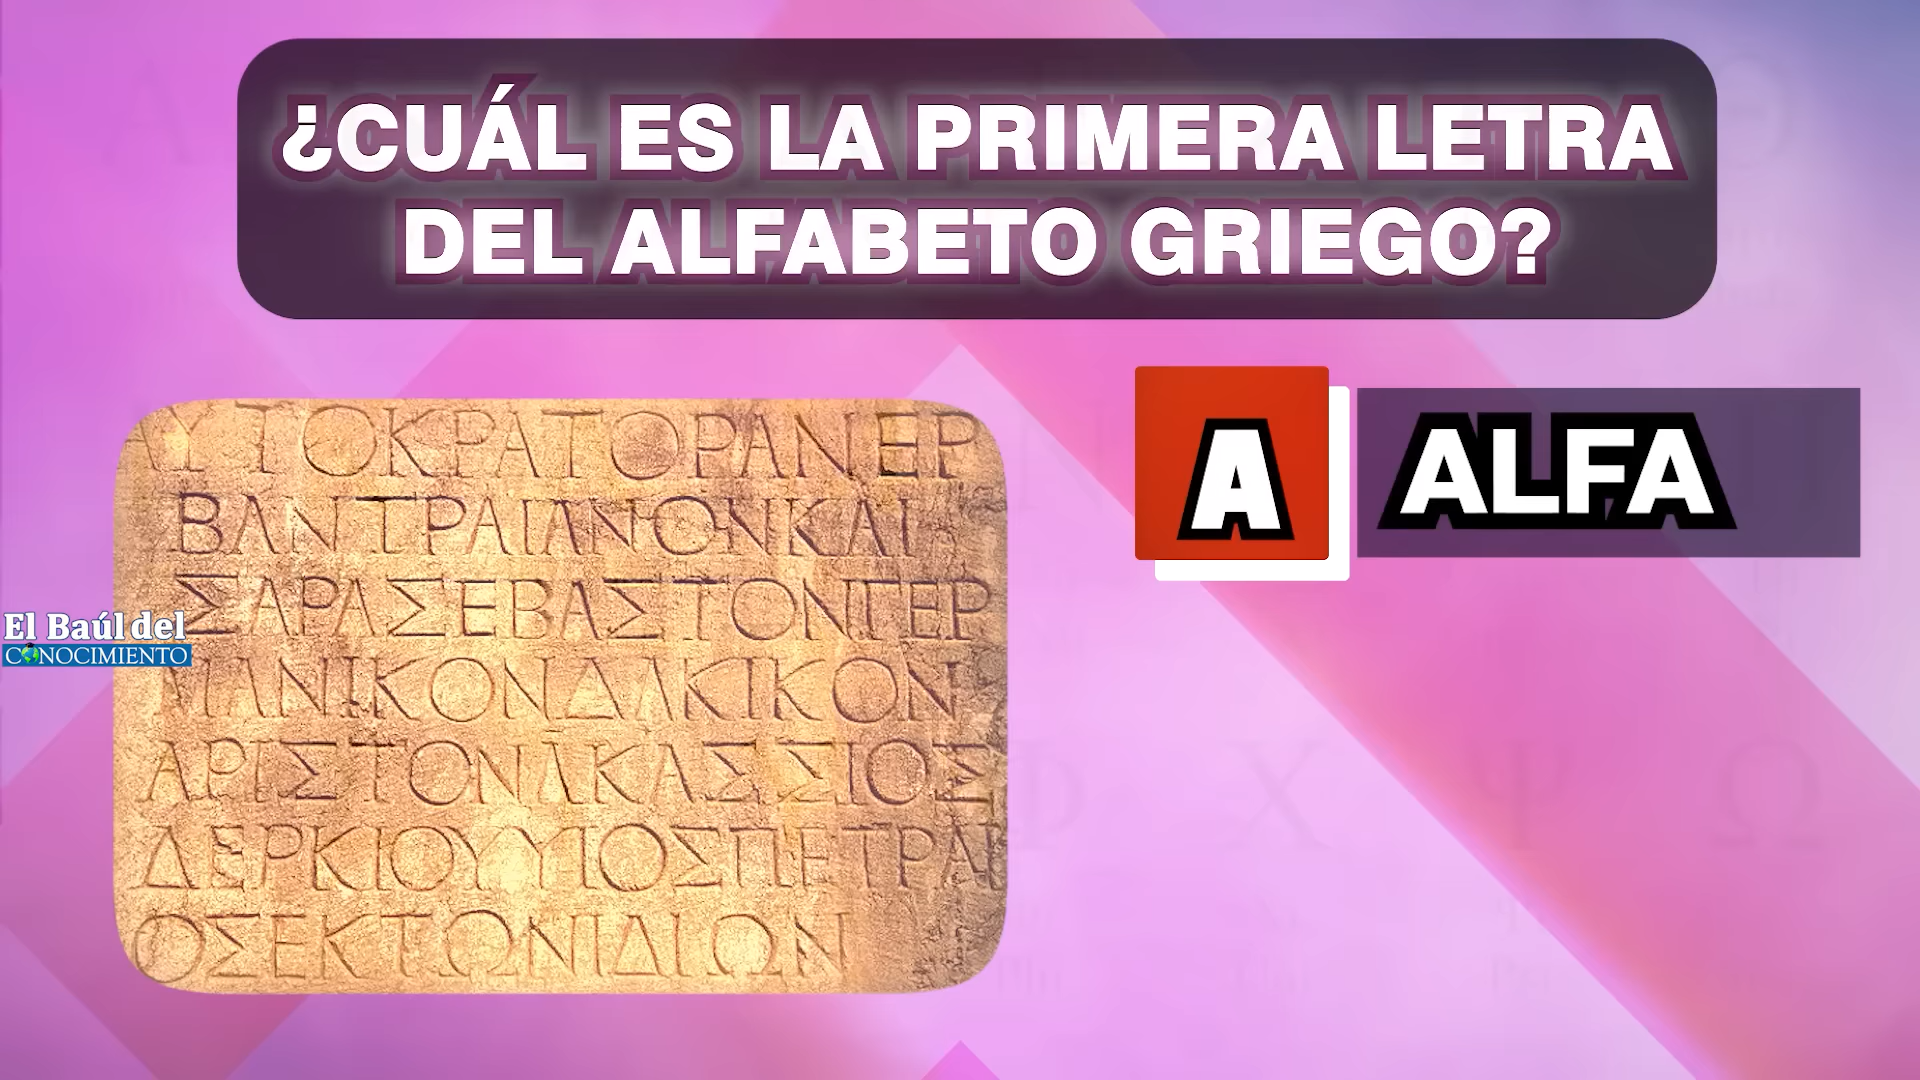 ¿CUÁL ES LA PRIMERA LETRA
DEL ALFABETO GRIEGO?
A ALFA
ΑΥΤΟΚΡΑΤΟΡΑΝΕΡ
ΒΑΝΤΡΑΙΑΝΟΝΚΑΙ
ΣΑΡΑΣΕΒΑΣΤΟΝΓΕΡ
ΜΑΝΙΚΟΝΔΑΚΙΚΟΝ
ΑΡΙΣΤΟΝΛΚΑΣΣΙΟΣ
ΔΕΡΚΙΟΥΥΙΟΣΠΕΤΡΑΙ
ΟΣΕΚΤΩΝΙΔΙΩΝ
El Baúl del
CONOCIMIENTO
Φ Χ Ψ Ω